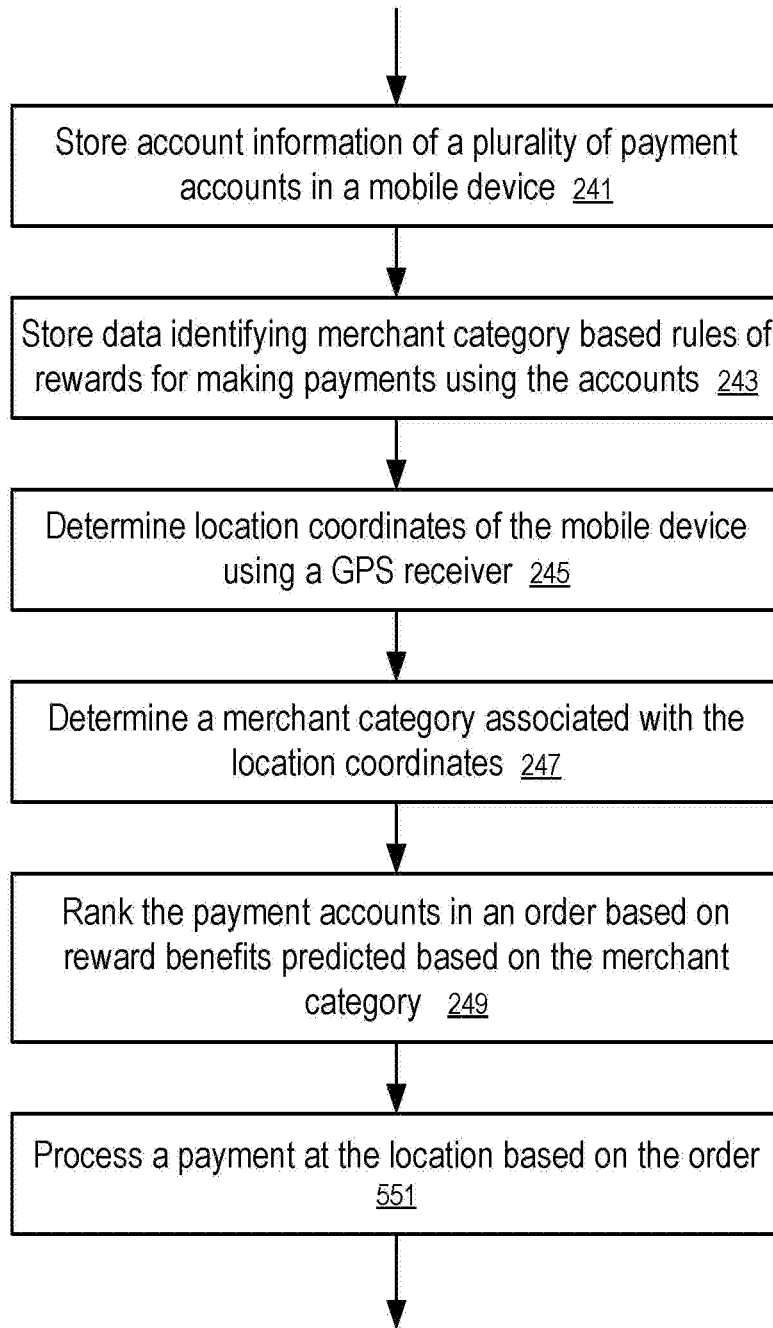 Store account information of a plurality of payment
accounts in a mobile device 241
Store data identifying merchant category based rules of
rewards for making payments using the accounts 243
Determine location coordinates of the mobile device
using a GPS receiver 245
Determine a merchant category associated with the
location coordinates 247
Rank the payment accounts in an order based on
reward benefits predicted based on the merchant
category 249
Process a payment at the location based on the order
551